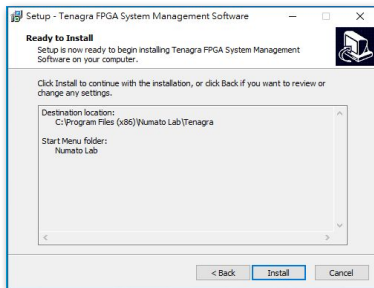 Setup - Tenagra FPGA System Management Software
Ready to Install
Setup is now ready to begin installing Tenagra FPGA System Management
Software on your computer.
Click Install to continue with the installation, or click Back if you want to review or
change any settings.
Destination location:
C:\Program Files (x86)\Numato Lab\Tenagra
Start Menu folder:
Numato Lab
< Back
Install
Cancel